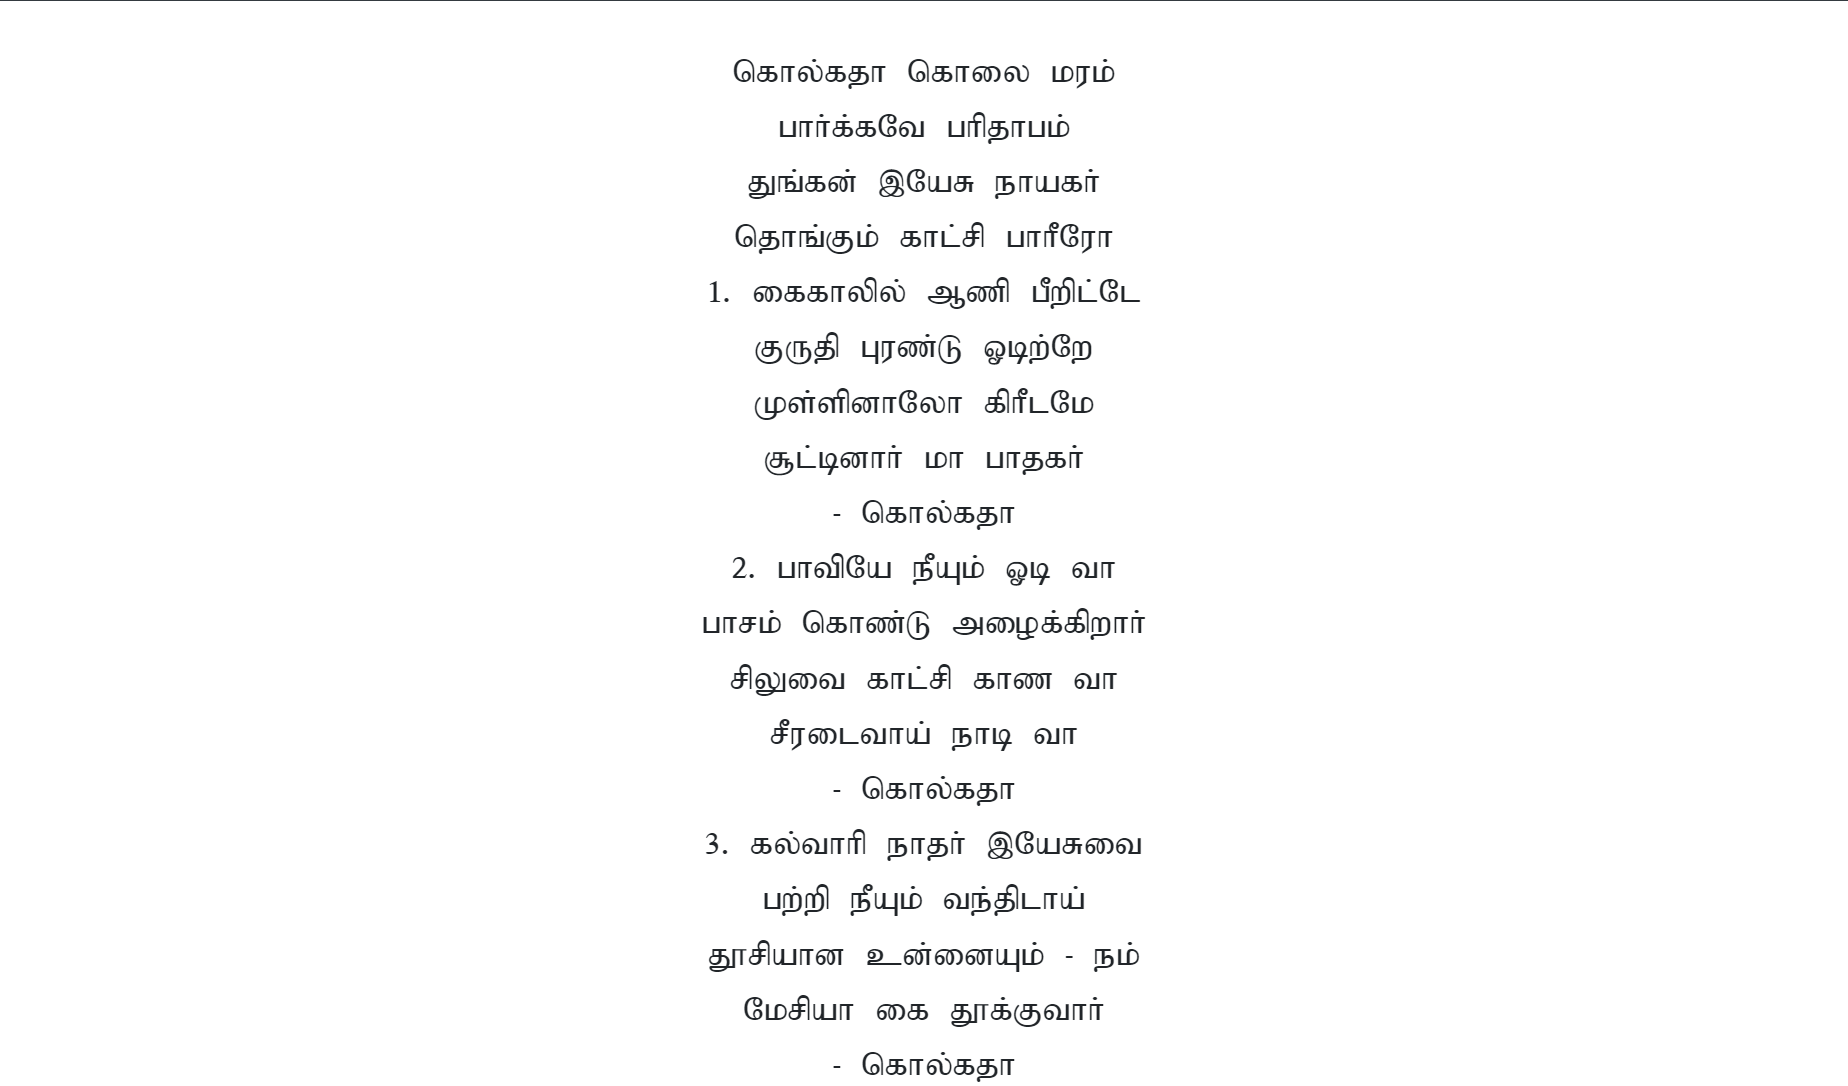 கொல்கதா கொலை மரம்
பார்க்கவே பரிதாபம்
துங்கன் இயேசு நாயகர்
தொங்கும் காட்சி பாரீரோ
1. கைகாலில் ஆணி பீறிட்டே
குருதி புரண்டு ஓடிற்றே
முள்ளினாலோ கிரீடமே
சூட்டினார் மா பாதகர்
- கொல்கதா
2. பாவியே நீயும் ஓடி வா
பாசம் கொண்டு அழைக்கிறார்
சிலுவை காட்சி காண வா
சீரடைவாய் நாடி வா
- கொல்கதா
3. கல்வாரி நாதர் இயேசுவை
பற்றி நீயும் வந்திடாய்
தூசியான உன்னையும் - நம்
மேசியா கை தூக்குவார்
- கொல்கதா